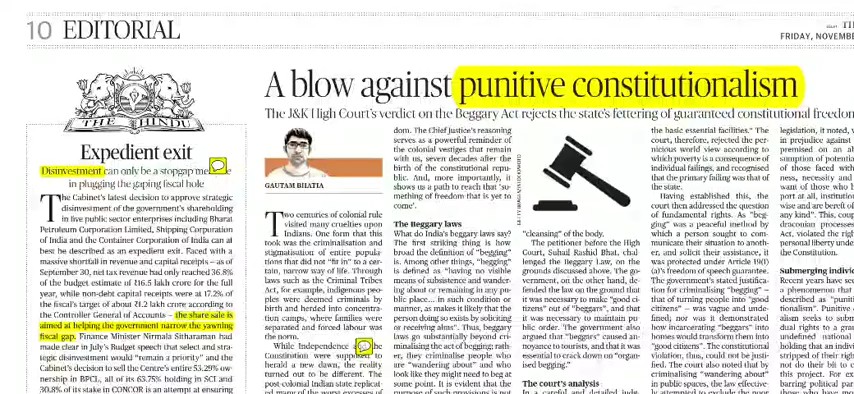 10 EDITORIAL
TH
FRIDAY, NOVEMBE
THE HINDU
Expedient exit
Disinvestment can only be a stopgap me e
in plugging the gaping fiscal hole
The Cabinet's latest decision to approve strategic
disinvestment of the government's shareholding
in five public sector enterprises including Bharat
Petroleum Corporation Limited, Shipping Corporation
of India and the Container Corporation of India can at
best be described as an expedient exit. Faced with a
massive shortfall in revenue and capital receipts – as of
September 30, net tax revenue had only reached 36.8%
of the budget estimate of ₹16.5 lakh crore for the full
year, while non-debt capital receipts were at 17.2% of
the fiscal's target of about ₹1.2 lakh crore according to
the Controller General of Accounts – the share sale is
aimed at helping the government narrow the yawning
fiscal gap. Finance Minister Nirmala Sitharaman had
made clear in July's Budget speech that select and stra-
tegic disinvestment would "remain a priority" and the
Cabinet's decision to sell the Centre's entire 53.29% ow-
nership in BPCL, all of its 63.75% holding in SCI and
30.8% of its stake in CONCOR is an attempt at ensuring
A blow against punitive constitutionalism
The J&K High Court's verdict on the Beggary Act rejects the state's fettering of guaranteed constitutional freedom
GAUTAM BHATIA
Two centuries of colonial rule
visited many cruelties upon
Indians. One form that this
took was the criminalisation and
stigmatisation of entire popula-
tions that did not "fit in" to a cer-
tain, narrow way of life. Through
laws such as the Criminal Tribes
Act, for example, indigenous peo-
ples were deemed criminals by
birth and herded into concentra-
tion camps, where families were
separated and forced labour was
the norm.
While Independence a the
Constitution were supposed to
herald a new dawn, the reality
turned out to be different. The
post-colonial Indian state replicat-
ed many of the worst excesses of
dom. The Chief Justice's reasoning
serves as a powerful reminder of
the colonial vestiges that remain
with us, seven decades after the
birth of the constitutional repu-
blic. And, more importantly, it
shows us a path to reach that 'so-
mething of freedom that is yet to
come'.
The Beggary laws
What do India's beggary laws say?
The first striking thing is how
broad the definition of "begging"
is. Among other things, "begging"
is defined as "having no visible
means of subsistence and wander-
ing about or remaining in any pu-
blic place... in such condition or
manner, as makes it likely that the
person doing so exists by soliciting
or receiving alms". Thus, beggary
laws go substantially beyond cri-
minalising the act of begging; rath-
er, they criminalise people who
are "wandering about" and who
look like they might need to beg at
some point. It is evident that the
purpose of such provisions is not
"cleansing" of the body.
The petitioner before the High
Court, Suhail Rashid Bhat, chal-
lenged the Beggary Law, on the
grounds discussed above. The go-
vernment, on the other hand, de-
fended the law on the ground that
it was necessary to make "good ci-
tizens" out of "beggars", and that
it was necessary to maintain pu-
blic order. The government also
argued that "beggars" caused an-
noyance to tourists, and that it was
essential to crack down on "organ-
ised begging."
The court's analysis
In a careful and detailed judg-
the basic essential facilities." The
court, therefore, rejected the per-
nicious world view according to
which poverty is a consequence of
individual failings, and recognised
that the primary failing was that of
the state.
Having established this, the
court then addressed the question
of fundamental rights. As "beg-
ging" was a peaceful method by
which a person sought to com-
municate their situation to anoth-
er, and solicit their assistance, it
was protected under Article 19(1)
(a)'s freedom of speech guarantee.
The government's stated justifica-
tion for criminalising "begging" –
that of turning people into "good
citizens" – was vague and unde-
fined, nor was it demonstrated
how incarcerating "beggars" into
homes would transform them into
"good citizens". The constitutional
violation, thus, could not be justi-
fied. The court also noted that by
criminalising "wandering about"
in public spaces, the law effective-
ly attempted to exclude the poor
legislation, it noted, w
in prejudice against
premised on an ab
sumption of potentia
of those faced with
ness, necessity and
want of those who h
port at all, institution
wise and are bereft of
any kind". This, coup
draconian processes
Act, violated the righ
personal liberty under
the Constitution.
Submerging indivi
Recent years have se
a phenomenon that
described as "puniti
tionalism". Punitive
alism seeks to subm
dual rights to a gran
undefined national
holding that an indivi
stripped of their righ
not do their bit to c
this project. For ex
barring political par